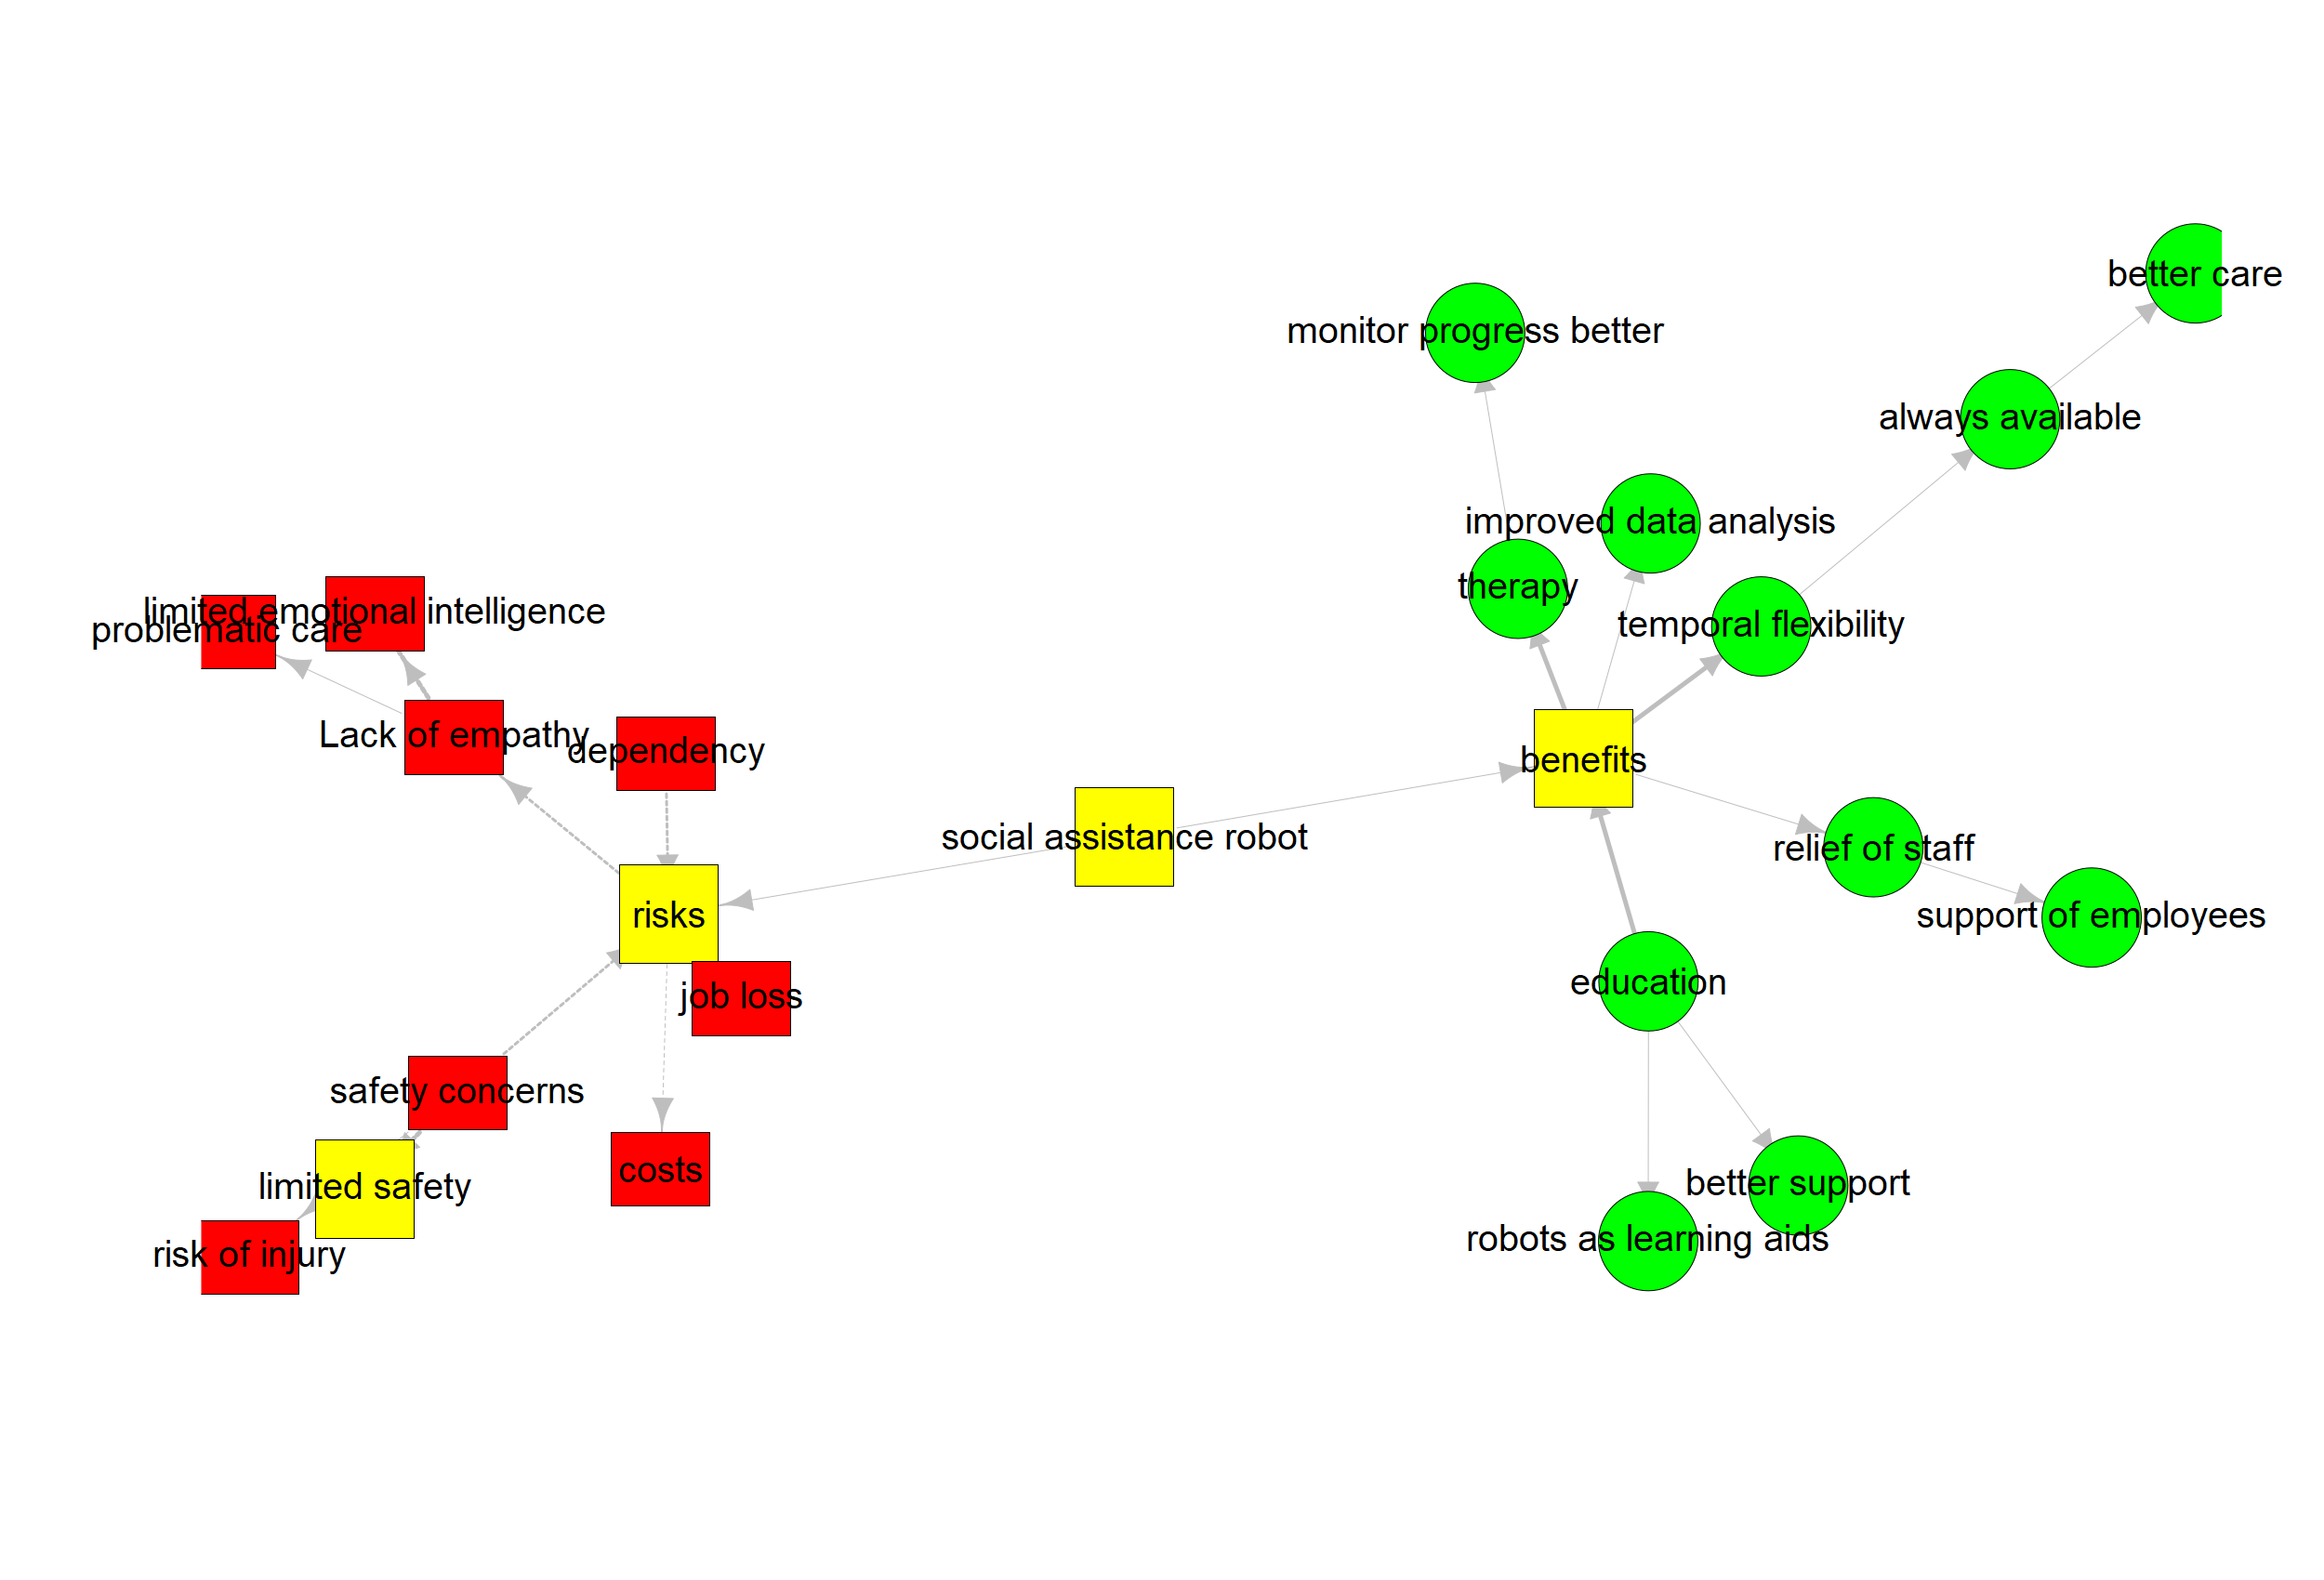 better care
monitor progress better
always available
improved data analysis
therapy
limited emotional intelligence
temporal flexibility
problematic care
Lack of empathy
dependency
benefits
social assistance robot
relief of staff
risks
support of employees
education
job loss
safety concerns
costs
better support
limited safety
robots as learning aids
risk of injury